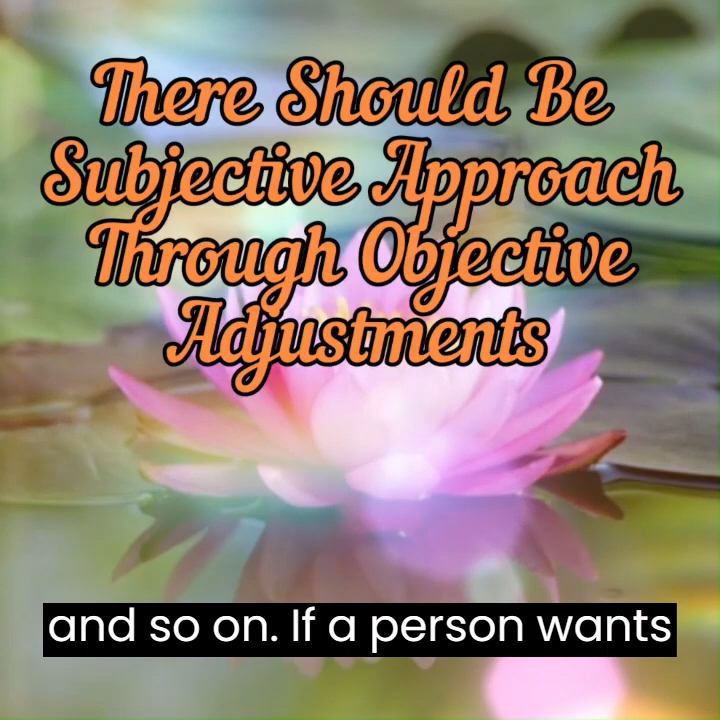 There Should Be
Subjective Approach
Through Objective
Adjustments
and so on. If a person wants